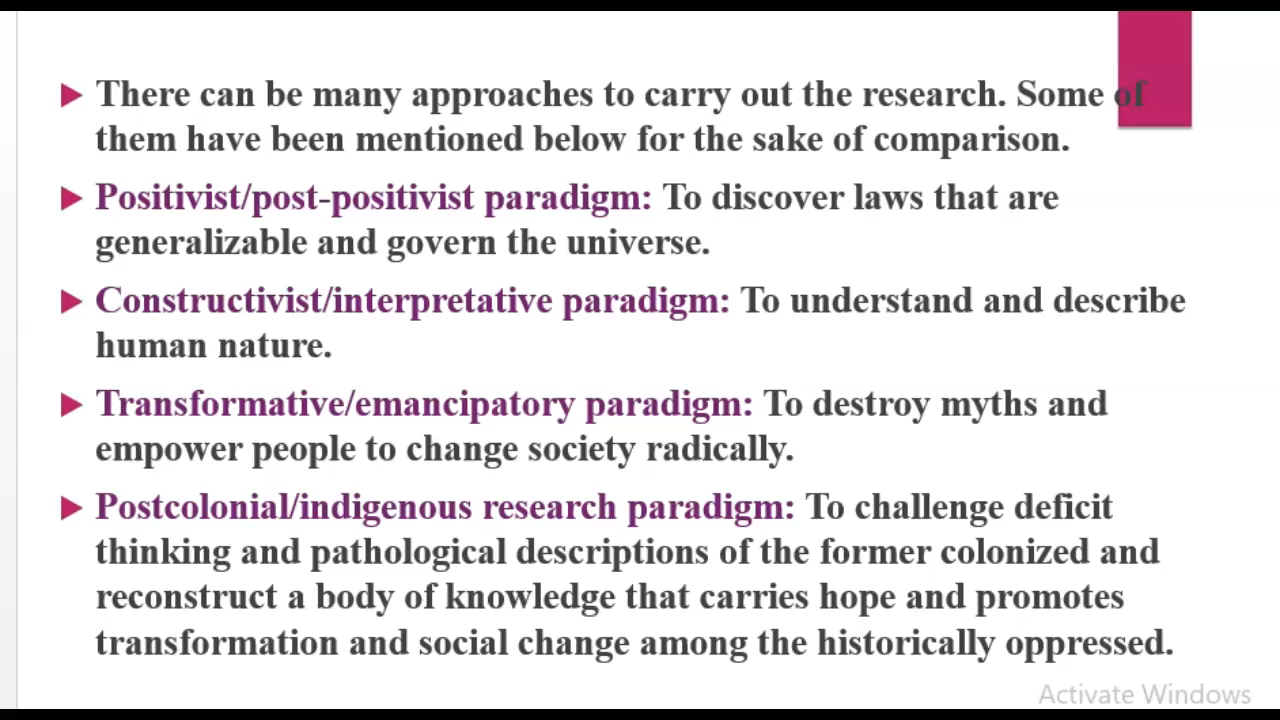 There can be many approaches to carry out the research. Some of
them have been mentioned below for the sake of comparison.
Positivist/post-positivist paradigm: To discover laws that are
generalizable and govern the universe.
Constructivist/interpretative paradigm: To understand and describe
human nature.
Transformative/emancipatory paradigm: To destroy myths and
empower people to change society radically.
Postcolonial/indigenous research paradigm: To challenge deficit
thinking and pathological descriptions of the former colonized and
reconstruct a body of knowledge that carries hope and promotes
transformation and social change among the historically oppressed.
Activate Windows